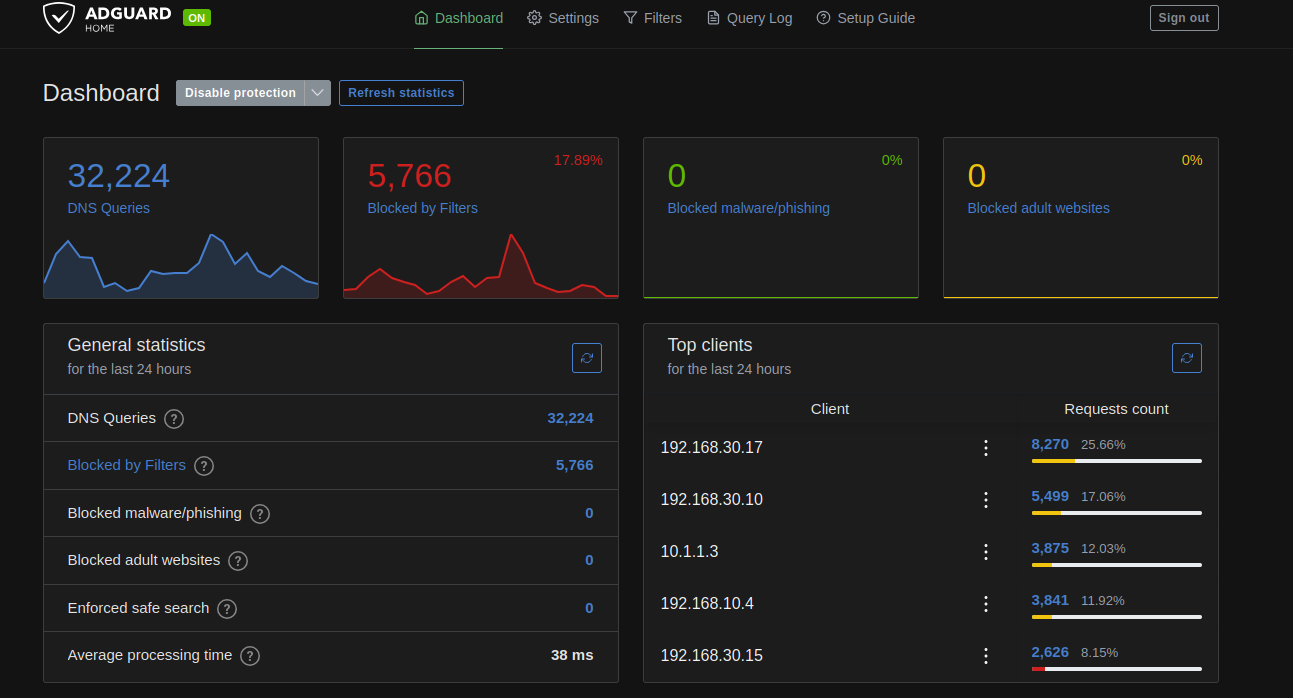 ADGUARD
HOME
ON
Dashboard
Settings
Filters
Query Log
Setup Guide
Sign out
Dashboard
Disable protection
Refresh statistics
32,224
DNS Queries
17.89%
5,766
Blocked by Filters
0%
0
Blocked malware/phishing
0%
0
Blocked adult websites
General statistics
for the last 24 hours
DNS Queries ? 32,224
Blocked by Filters ? 5,766
Blocked malware/phishing ? 0
Blocked adult websites ? 0
Enforced safe search ? 0
Average processing time ? 38 ms
Top clients
for the last 24 hours
Client Requests count
192.168.30.17 8,270 25.66%
192.168.30.10 5,499 17.06%
10.1.1.3 3,875 12.03%
192.168.10.4 3,841 11.92%
192.168.30.15 2,626 8.15%